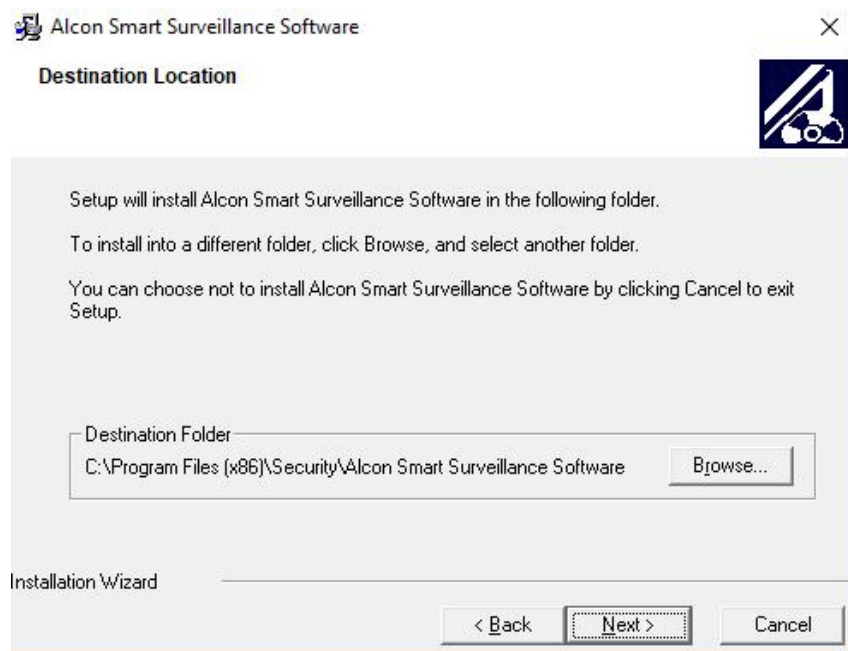 Alcon Smart Surveillance Software
Destination Location
Setup will install Alcon Smart Surveillance Software in the following folder.
To install into a different folder, click Browse, and select another folder.
You can choose not to install Alcon Smart Surveillance Software by clicking Cancel to exit
Setup.
Destination Folder
C:\Program Files (x86)\Security\Alcon Smart Surveillance Software Browse...
Installation Wizard
< Back Next > Cancel